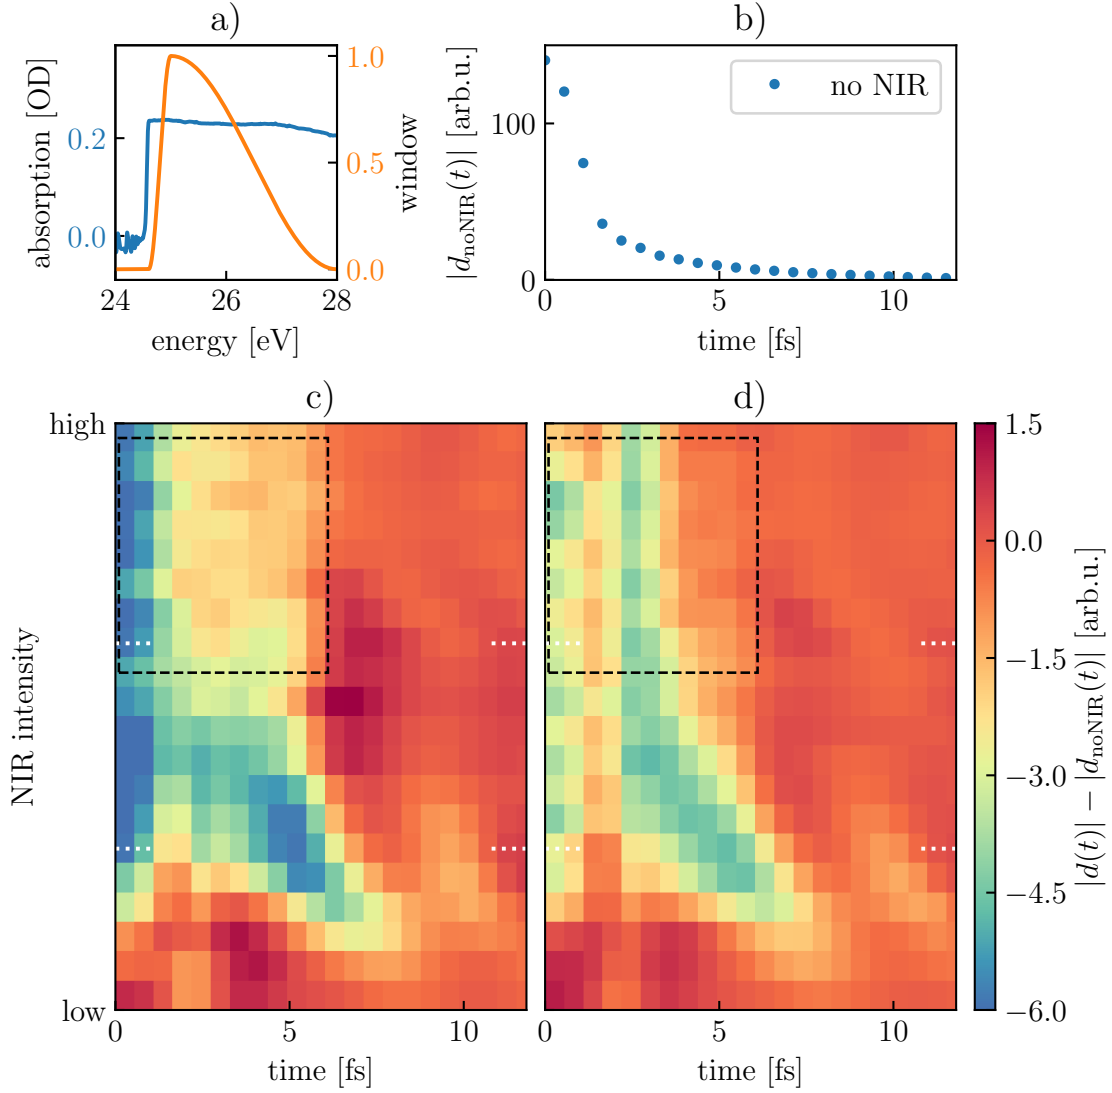 a)
absorption [OD]
0.2
0.0
1.0
0.5
0.0
window
24
26
28
energy [eV]
b)
|d_noNIR(t)| [arb.u.]
100
0
no NIR
0
5
10
time [fs]
c)
high
NIR intensity
low
0
5
10
time [fs]
d)
0
5
10
time [fs]
1.5
0.0
−1.5
−3.0
−4.5
−6.0
|d(t)| − |d_noNIR(t)| [arb.u.]